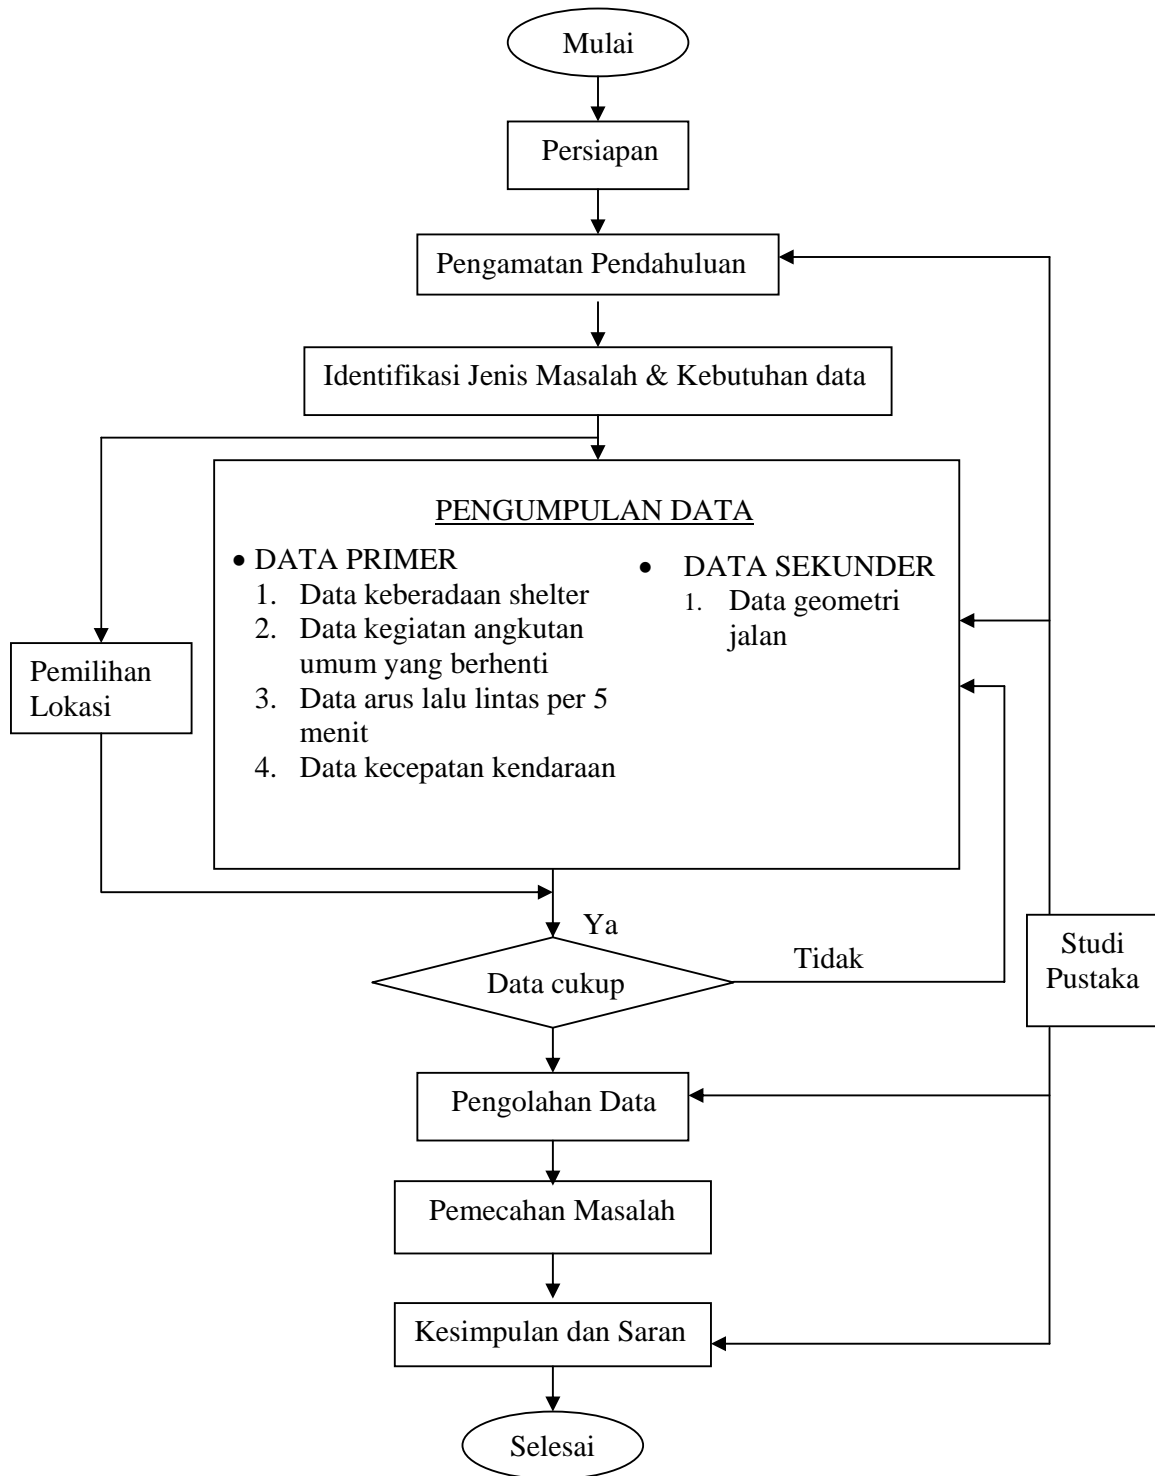 Mulai
Persiapan
Pengamatan Pendahuluan
Identifikasi Jenis Masalah & Kebutuhan data
PENGUMPULAN DATA
• DATA PRIMER
1. Data keberadaan shelter
2. Data kegiatan angkutan
umum yang berhenti
3. Data arus lalu lintas per 5
menit
4. Data kecepatan kendaraan
• DATA SEKUNDER
1. Data geometri
jalan
Pemilihan
Lokasi
Ya
Data cukup
Tidak
Studi
Pustaka
Pengolahan Data
Pemecahan Masalah
Kesimpulan dan Saran
Selesai